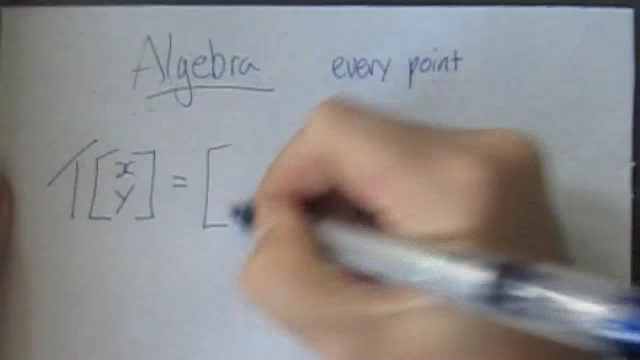 Algebra every point
T [x y] = [